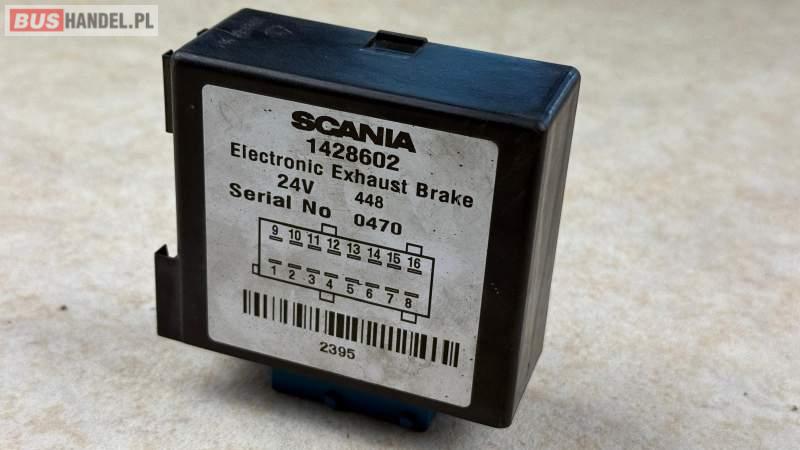 BUSHANDEL.PL
SCANIA
1428602
Electronic Exhaust Brake
24V 448
Serial No 0470
9 10 11 12 13 14 15 16
1 2 3 4 5 6 7 8
2395